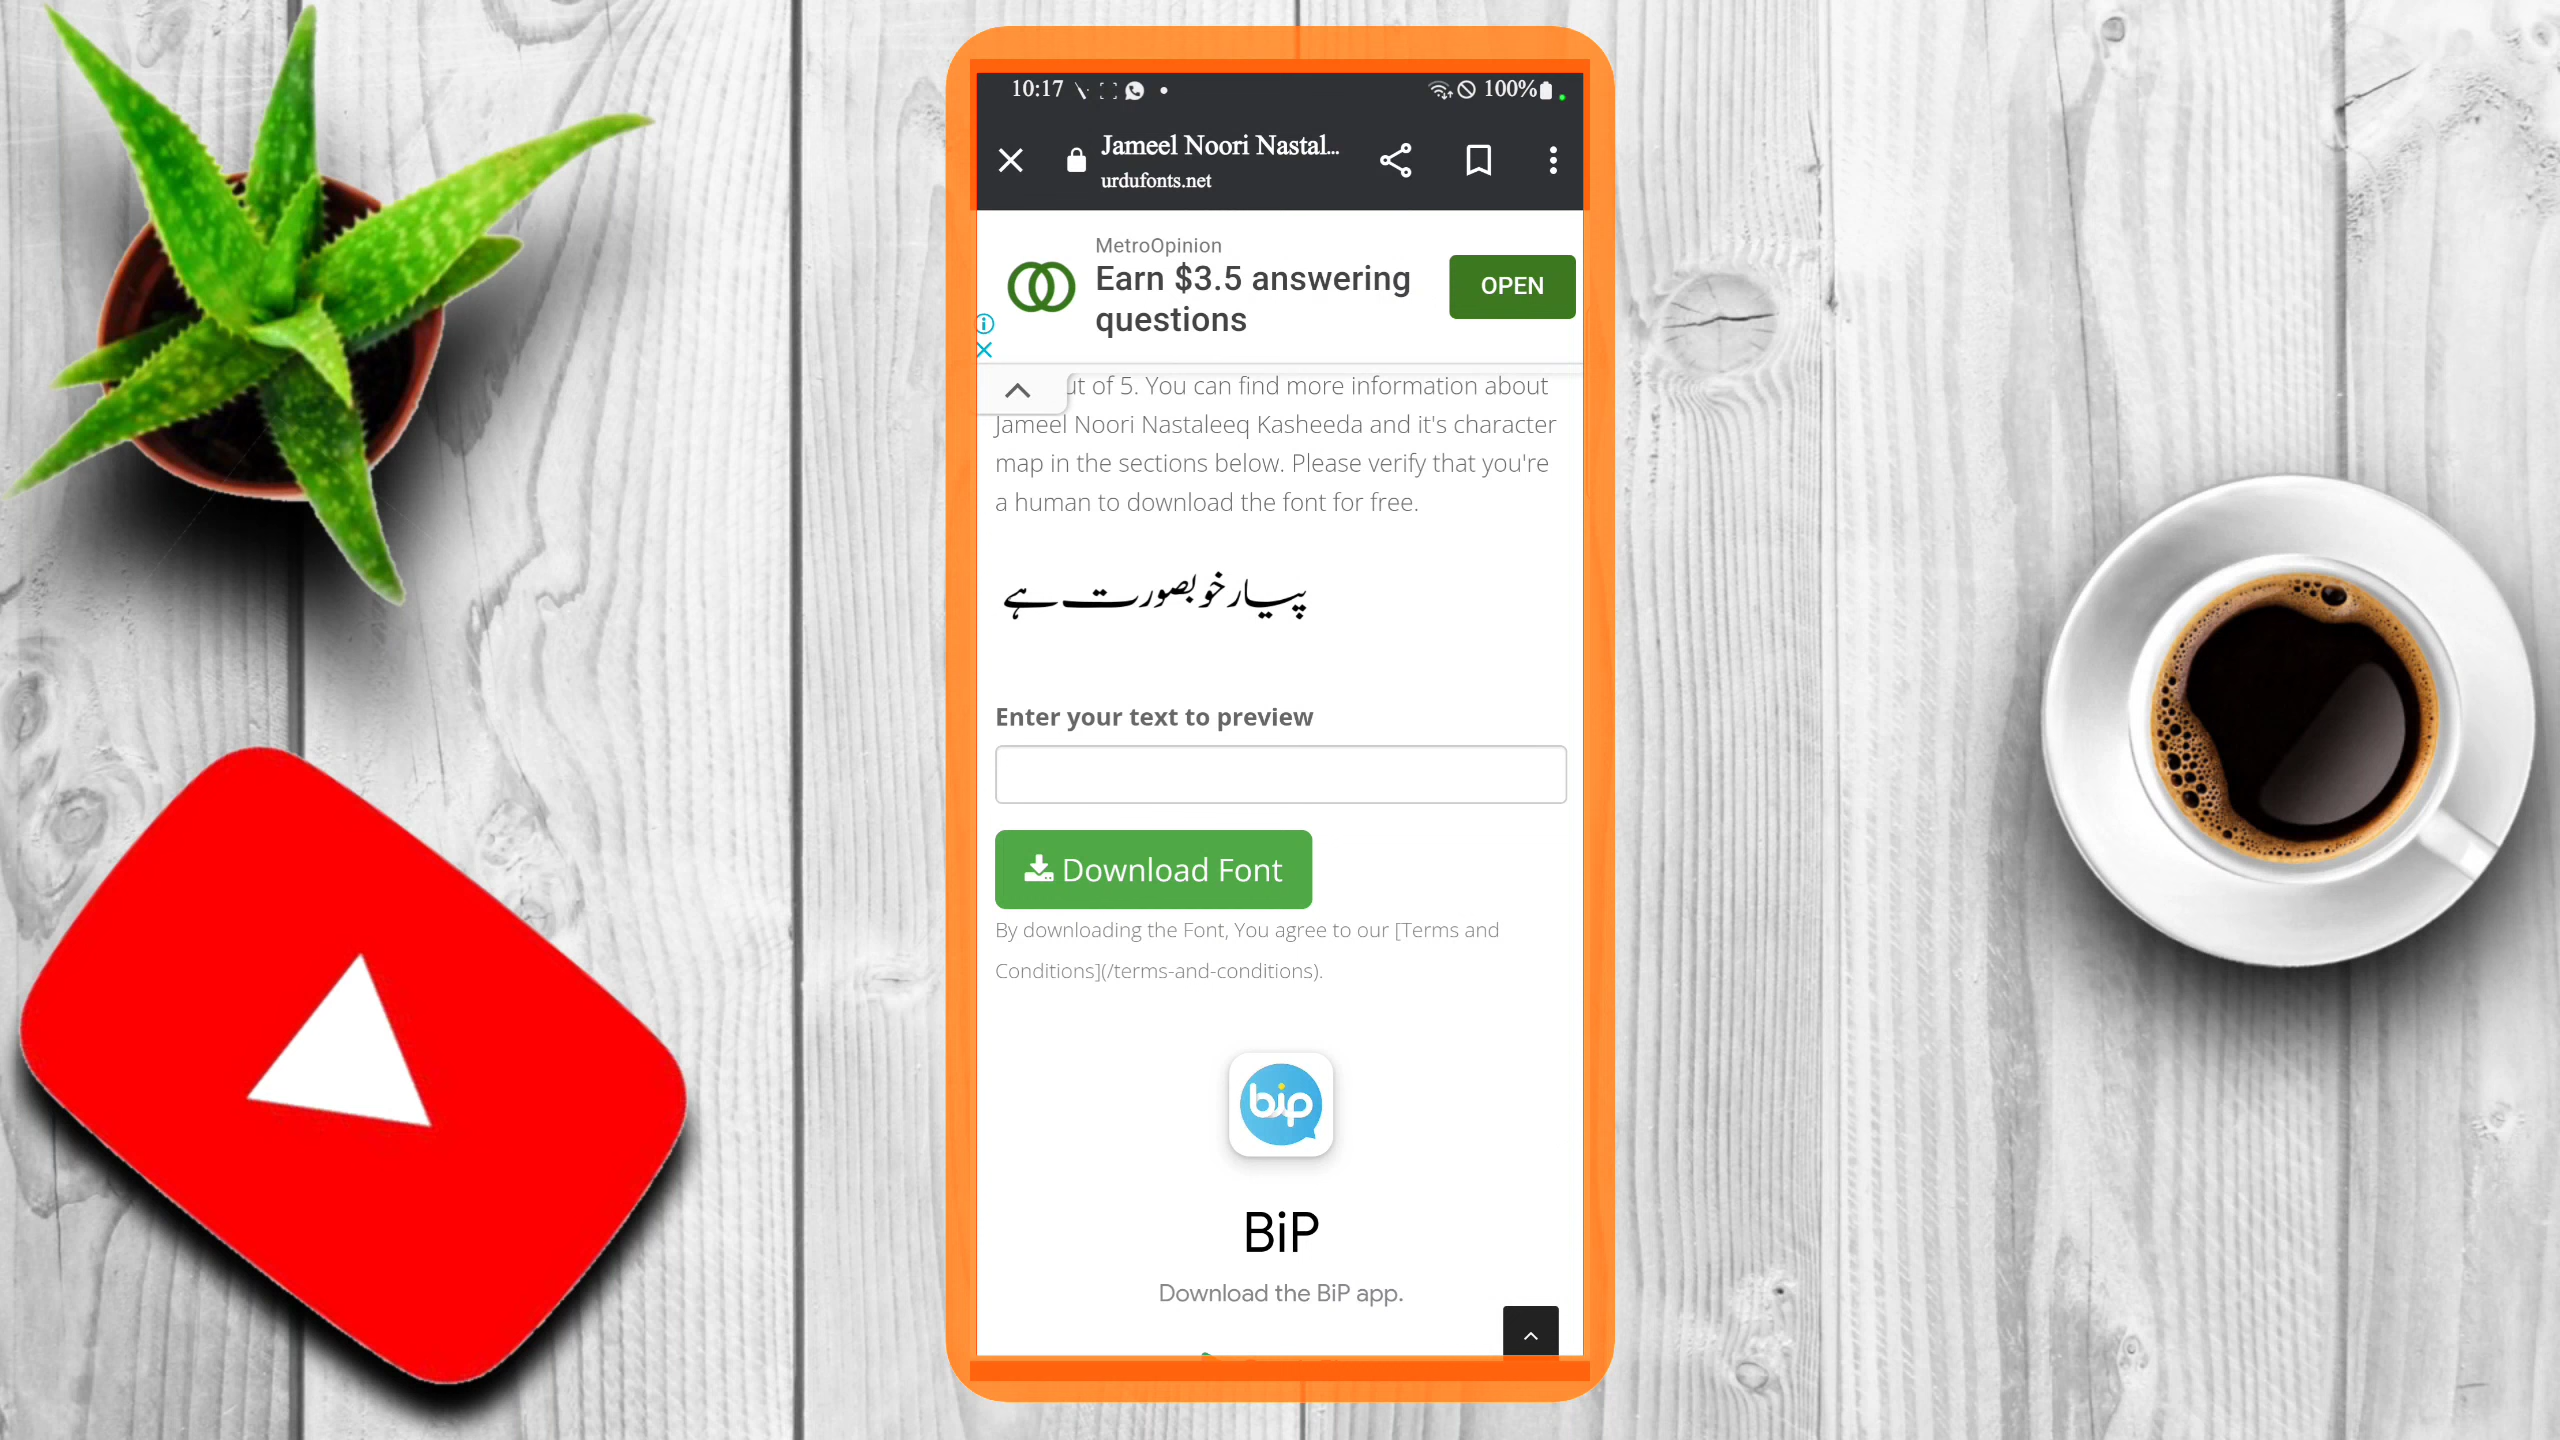 10:17
100%
Jameel Noori Nastal...
urdufonts.net
MetroOpinion
Earn $3.5 answering
questions
OPEN
ut of 5. You can find more information about
Jameel Noori Nastaleeq Kasheeda and it's character
map in the sections below. Please verify that you're
a human to download the font for free.
پیار خوبصورت ہے
Enter your text to preview
Download Font
By downloading the Font, You agree to our [Terms and
Conditions](/terms-and-conditions).
bip
BiP
Download the BiP app.